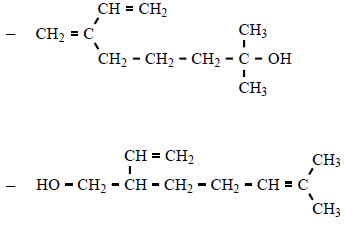 CH = CH₂
– CH₂ = C
CH₃
CH₂ – CH₂ – CH₂ – C – OH
CH₃
CH = CH₂
CH₃
– HO – CH₂ – CH – CH₂ – CH₂ – CH = C
CH₃